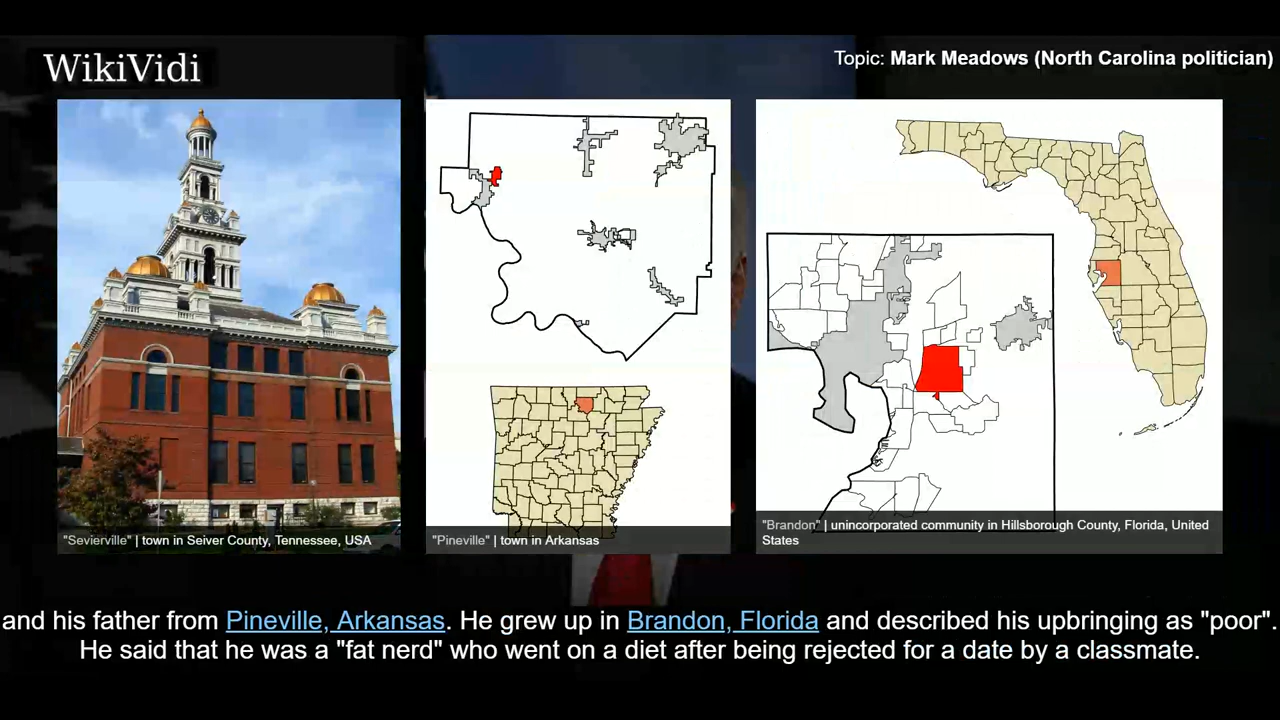 WikiVidi
Topic: Mark Meadows (North Carolina politician)
"Sevierville" | town in Seiver County, Tennessee, USA
"Pineville" | town in Arkansas
"Brandon" | unincorporated community in Hillsborough County, Florida, United
States
and his father from Pineville, Arkansas. He grew up in Brandon, Florida and described his upbringing as "poor".
He said that he was a "fat nerd" who went on a diet after being rejected for a date by a classmate.